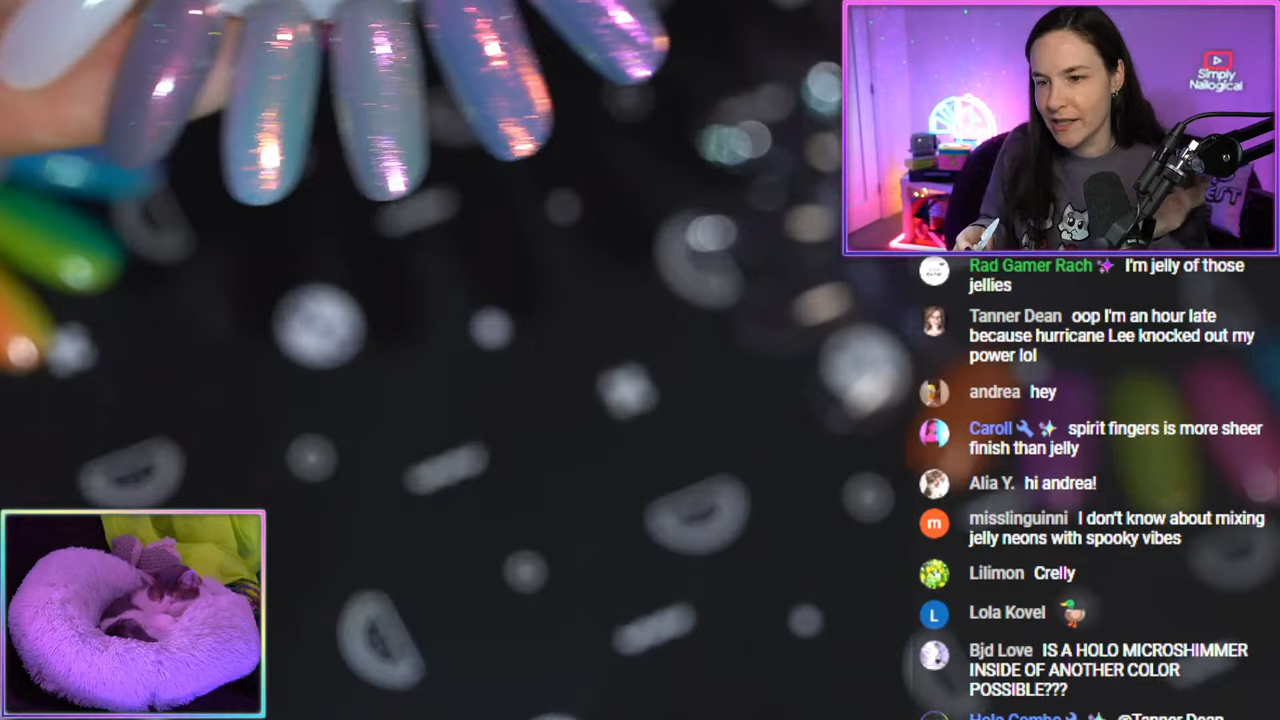 Simply
Nailogical
Rad Gamer Rach I'm jelly of those
jellies
Tanner Dean oop I'm an hour late
because hurricane Lee knocked out my
power lol
andrea hey
Caroll spirit fingers is more sheer
finish than jelly
Alia Y. hi andrea!
m
misslinguinni I don't know about mixing
jelly neons with spooky vibes
Lilimon Crelly
L
Lola Kovel
Bjd Love IS A HOLO MICROSHIMMER
INSIDE OF ANOTHER COLOR
POSSIBLE???
@Tanner Dean